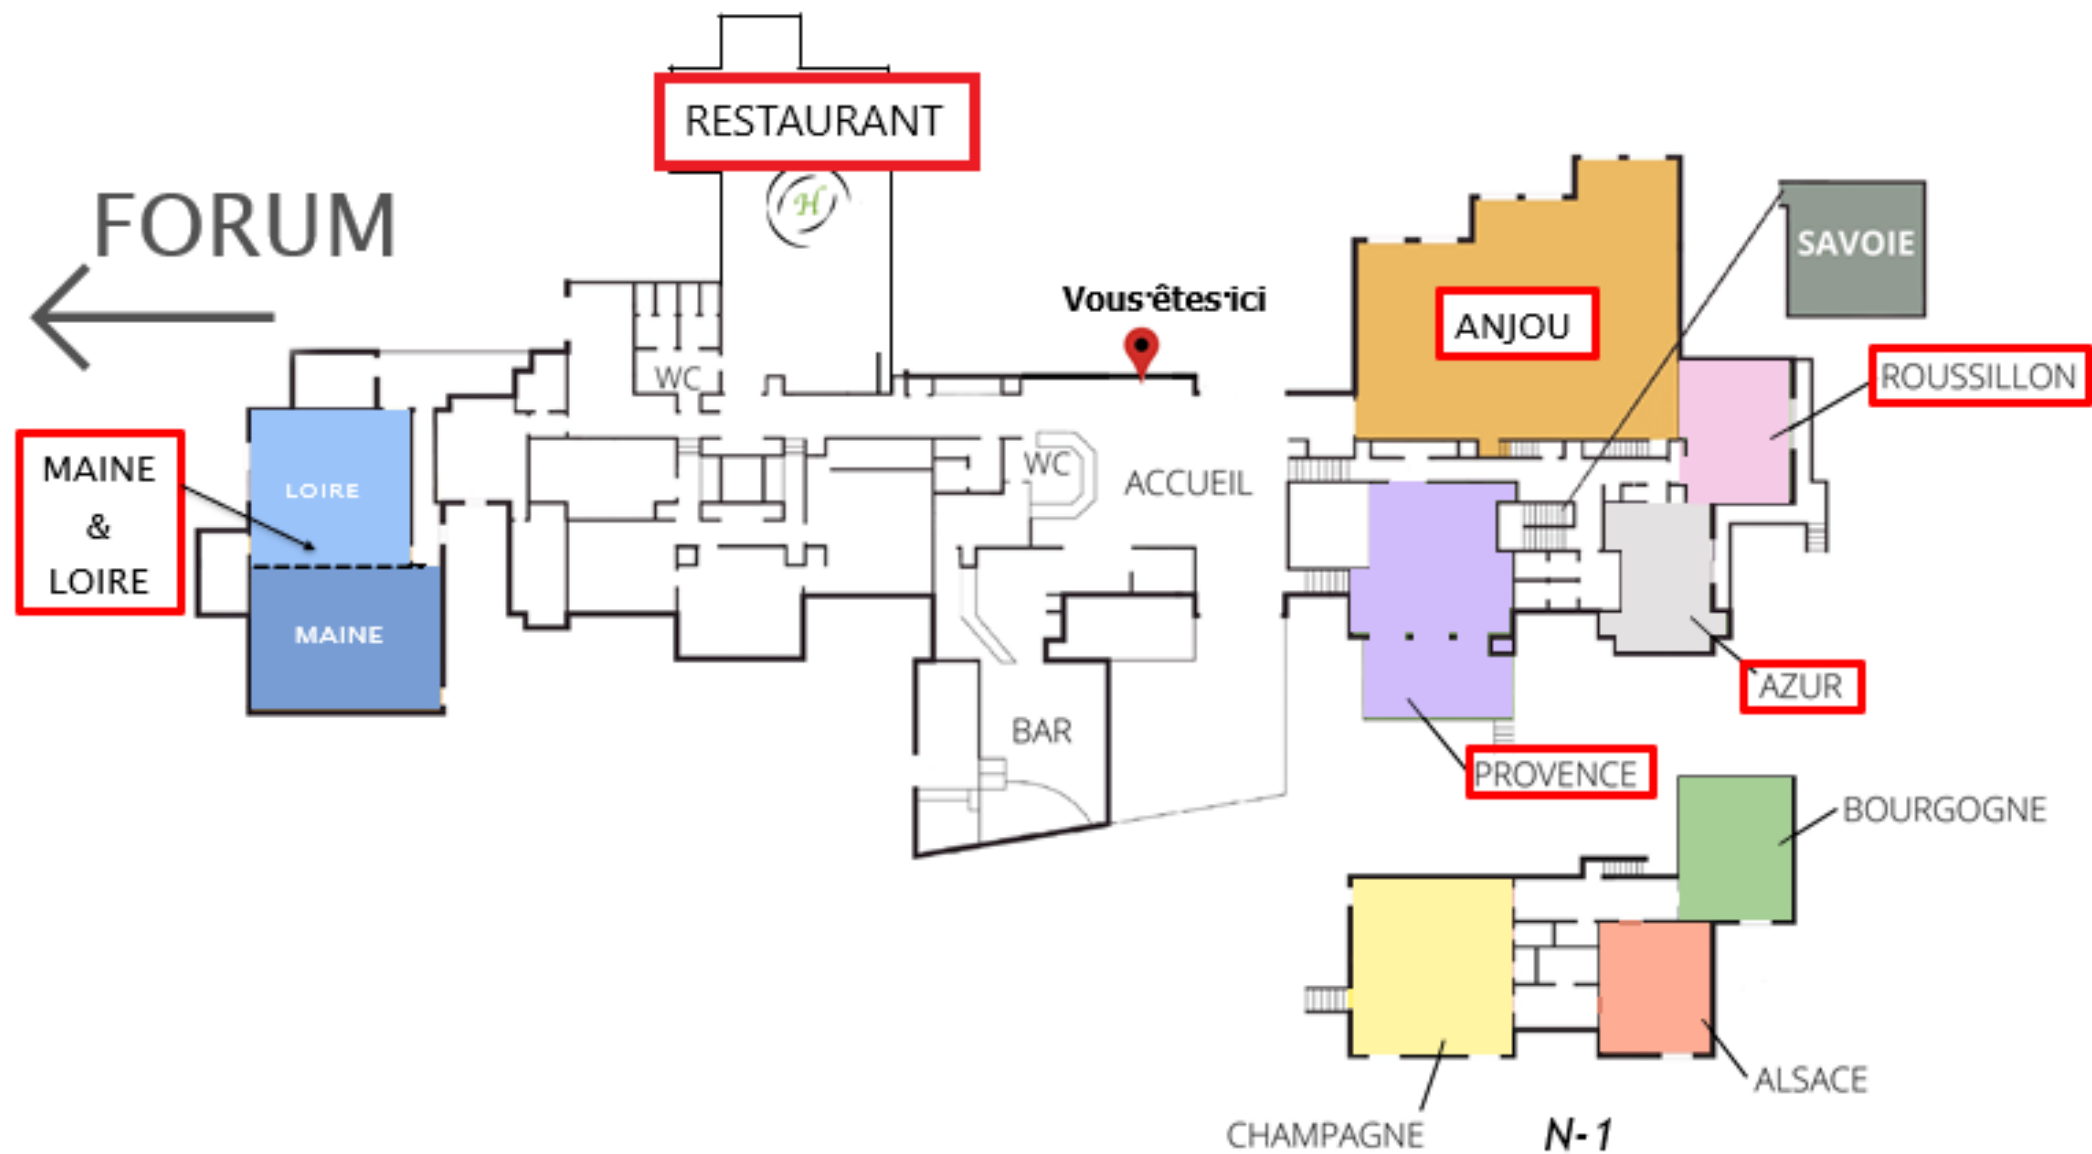 RESTAURANT
H
FORUM
SAVOIE
Vous·êtes·ici
ANJOU
ROUSSILLON
WC
MAINE
&
LOIRE
LOIRE
WC
ACCUEIL
MAINE
AZUR
BAR
PROVENCE
BOURGOGNE
ALSACE
CHAMPAGNE
N-1